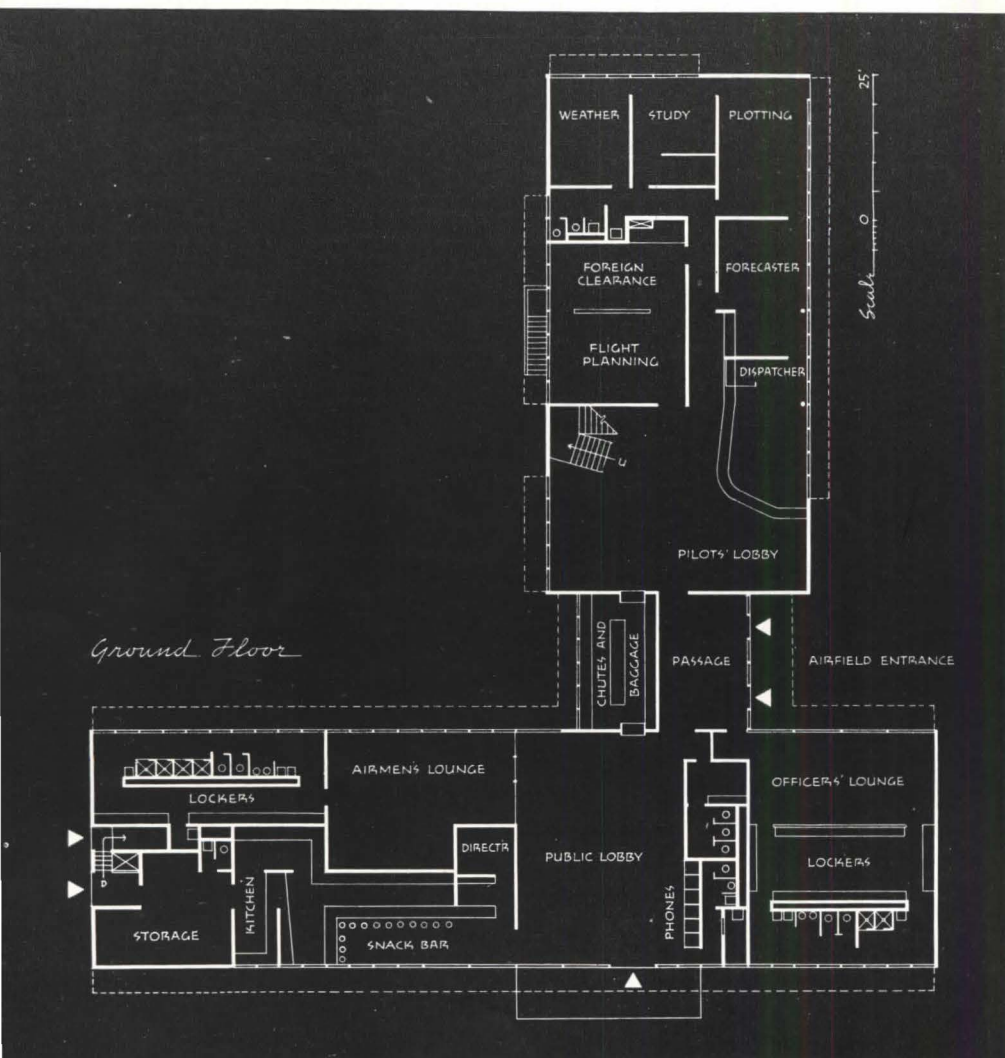 WEATHER
STUDY
PLOTTING
25'
0
Scale
FOREIGN
CLEARANCE
FORECASTER
FLIGHT
PLANNING
DISPATCHER
U
PILOTS' LOBBY
Ground Floor
CHUTES AND
BAGGAGE
PASSAGE
AIRFIELD ENTRANCE
AIRMEN'S LOUNGE
OFFICERS' LOUNGE
LOCKERS
DIRECT'R
PUBLIC LOBBY
LOCKERS
D
KITCHEN
PHONES
STORAGE
SNACK BAR